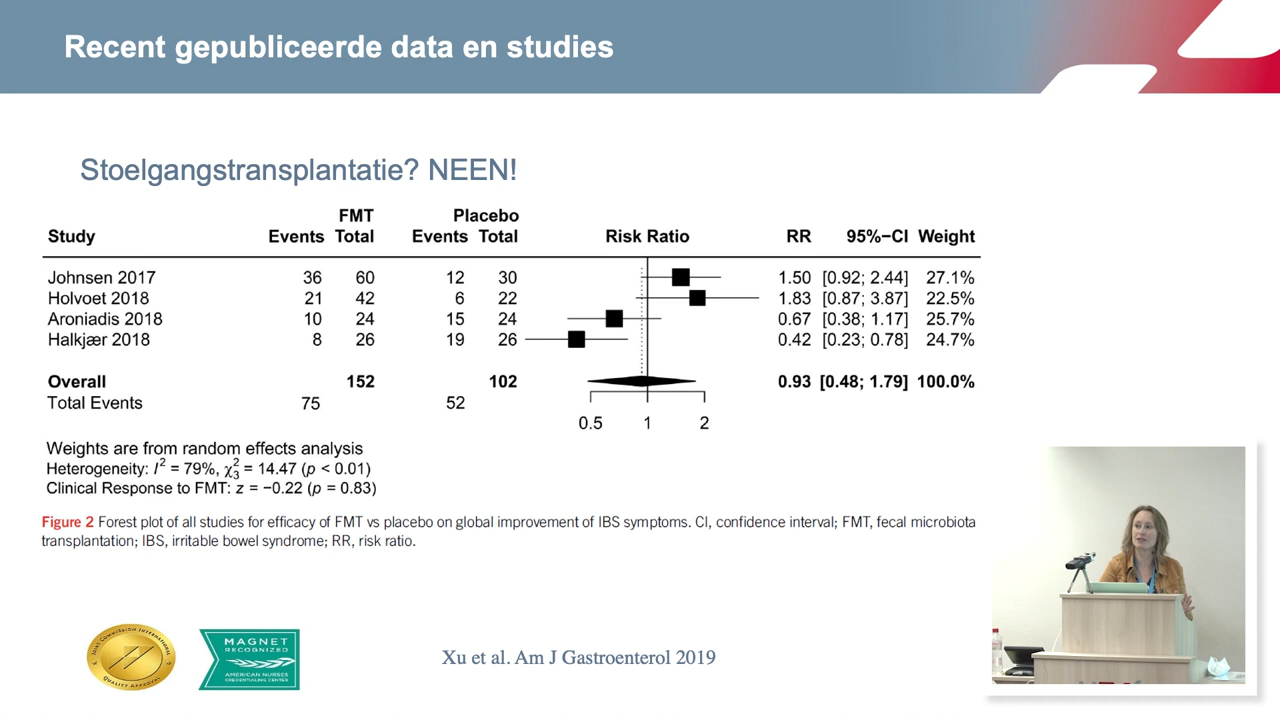 Recent gepubliceerde data en studies
Stoelgangstransplantatie? NEEN!
FMT Placebo
Study Events Total Events Total Risk Ratio RR 95%−CI Weight
Johnsen 2017 36 60 12 30 1.50 [0.92; 2.44] 27.1%
Holvoet 2018 21 42 6 22 1.83 [0.87; 3.87] 22.5%
Aroniadis 2018 10 24 15 24 0.67 [0.38; 1.17] 25.7%
Halkjær 2018 8 26 19 26 0.42 [0.23; 0.78] 24.7%
Overall 152 102 0.93 [0.48; 1.79] 100.0%
Total Events 75 52
0.5 1 2
Weights are from random effects analysis
Heterogeneity: I² = 79%, χ²₃ = 14.47 (p < 0.01)
Clinical Response to FMT: z = −0.22 (p = 0.83)
Figure 2 Forest plot of all studies for efficacy of FMT vs placebo on global improvement of IBS symptoms. CI, confidence interval; FMT, fecal microbiota
transplantation; IBS, irritable bowel syndrome; RR, risk ratio.
Joint Commission International
Quality Approval
MAGNET
RECOGNIZED
AMERICAN NURSES
CREDENTIALING CENTER
Xu et al. Am J Gastroenterol 2019